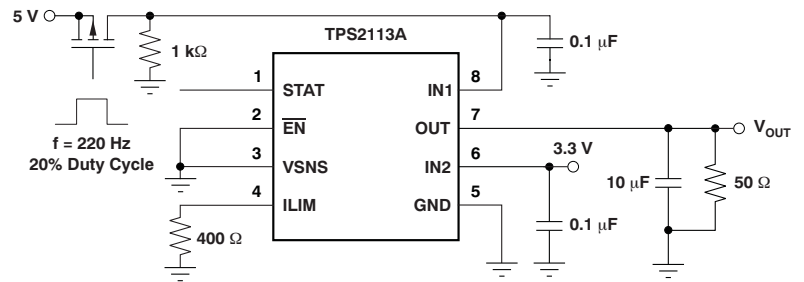 5 V
TPS2113A
0.1 µF
1 kΩ
1
STAT
IN1
8
2
EN
OUT
7
VOUT
f = 220 Hz
20% Duty Cycle
3
VSNS
IN2
6
3.3 V
10 µF
50 Ω
4
ILIM
GND
5
0.1 µF
400 Ω